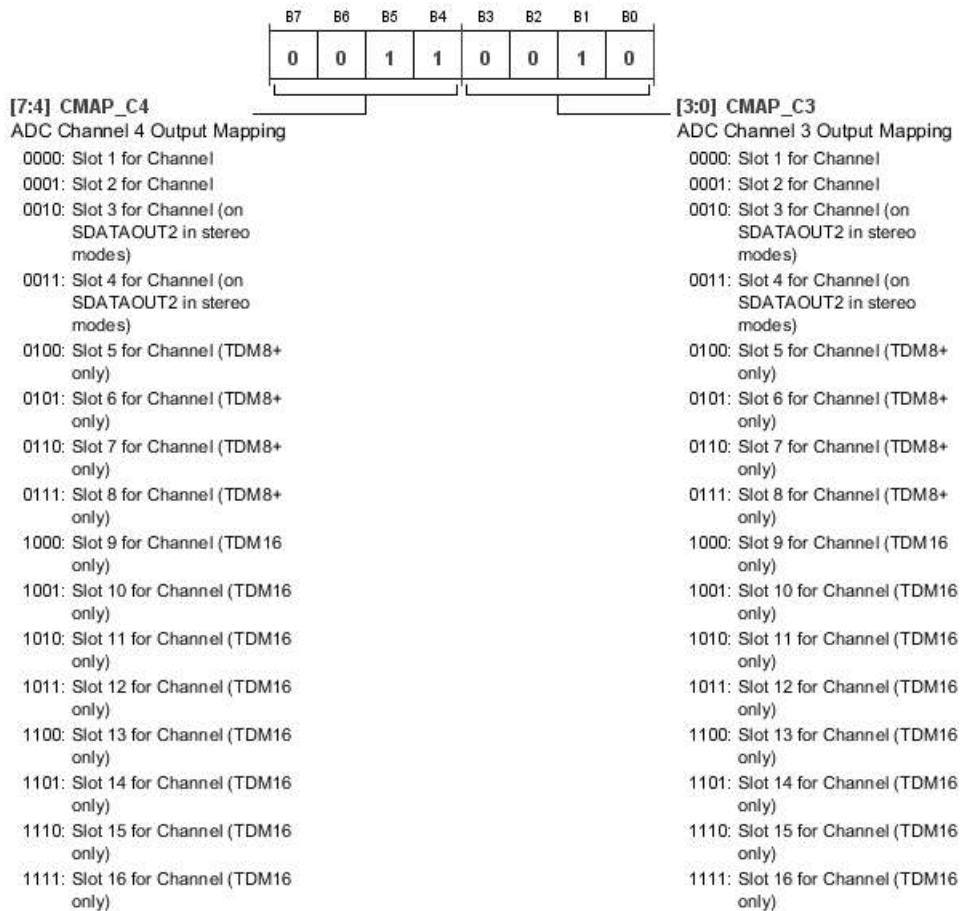 B7 B6 B5 B4 B3 B2 B1 B0
0 0 1 1 0 0 1 0
[7:4] CMAP_C4
ADC Channel 4 Output Mapping
0000: Slot 1 for Channel
0001: Slot 2 for Channel
0010: Slot 3 for Channel (on
SDATAOUT2 in stereo
modes)
0011: Slot 4 for Channel (on
SDATAOUT2 in stereo
modes)
0100: Slot 5 for Channel (TDM8+
only)
0101: Slot 6 for Channel (TDM8+
only)
0110: Slot 7 for Channel (TDM8+
only)
0111: Slot 8 for Channel (TDM8+
only)
1000: Slot 9 for Channel (TDM16
only)
1001: Slot 10 for Channel (TDM16
only)
1010: Slot 11 for Channel (TDM16
only)
1011: Slot 12 for Channel (TDM16
only)
1100: Slot 13 for Channel (TDM16
only)
1101: Slot 14 for Channel (TDM16
only)
1110: Slot 15 for Channel (TDM16
only)
1111: Slot 16 for Channel (TDM16
only)
[3:0] CMAP_C3
ADC Channel 3 Output Mapping
0000: Slot 1 for Channel
0001: Slot 2 for Channel
0010: Slot 3 for Channel (on
SDATAOUT2 in stereo
modes)
0011: Slot 4 for Channel (on
SDATAOUT2 in stereo
modes)
0100: Slot 5 for Channel (TDM8+
only)
0101: Slot 6 for Channel (TDM8+
only)
0110: Slot 7 for Channel (TDM8+
only)
0111: Slot 8 for Channel (TDM8+
only)
1000: Slot 9 for Channel (TDM16
only)
1001: Slot 10 for Channel (TDM16
only)
1010: Slot 11 for Channel (TDM16
only)
1011: Slot 12 for Channel (TDM16
only)
1100: Slot 13 for Channel (TDM16
only)
1101: Slot 14 for Channel (TDM16
only)
1110: Slot 15 for Channel (TDM16
only)
1111: Slot 16 for Channel (TDM16
only)